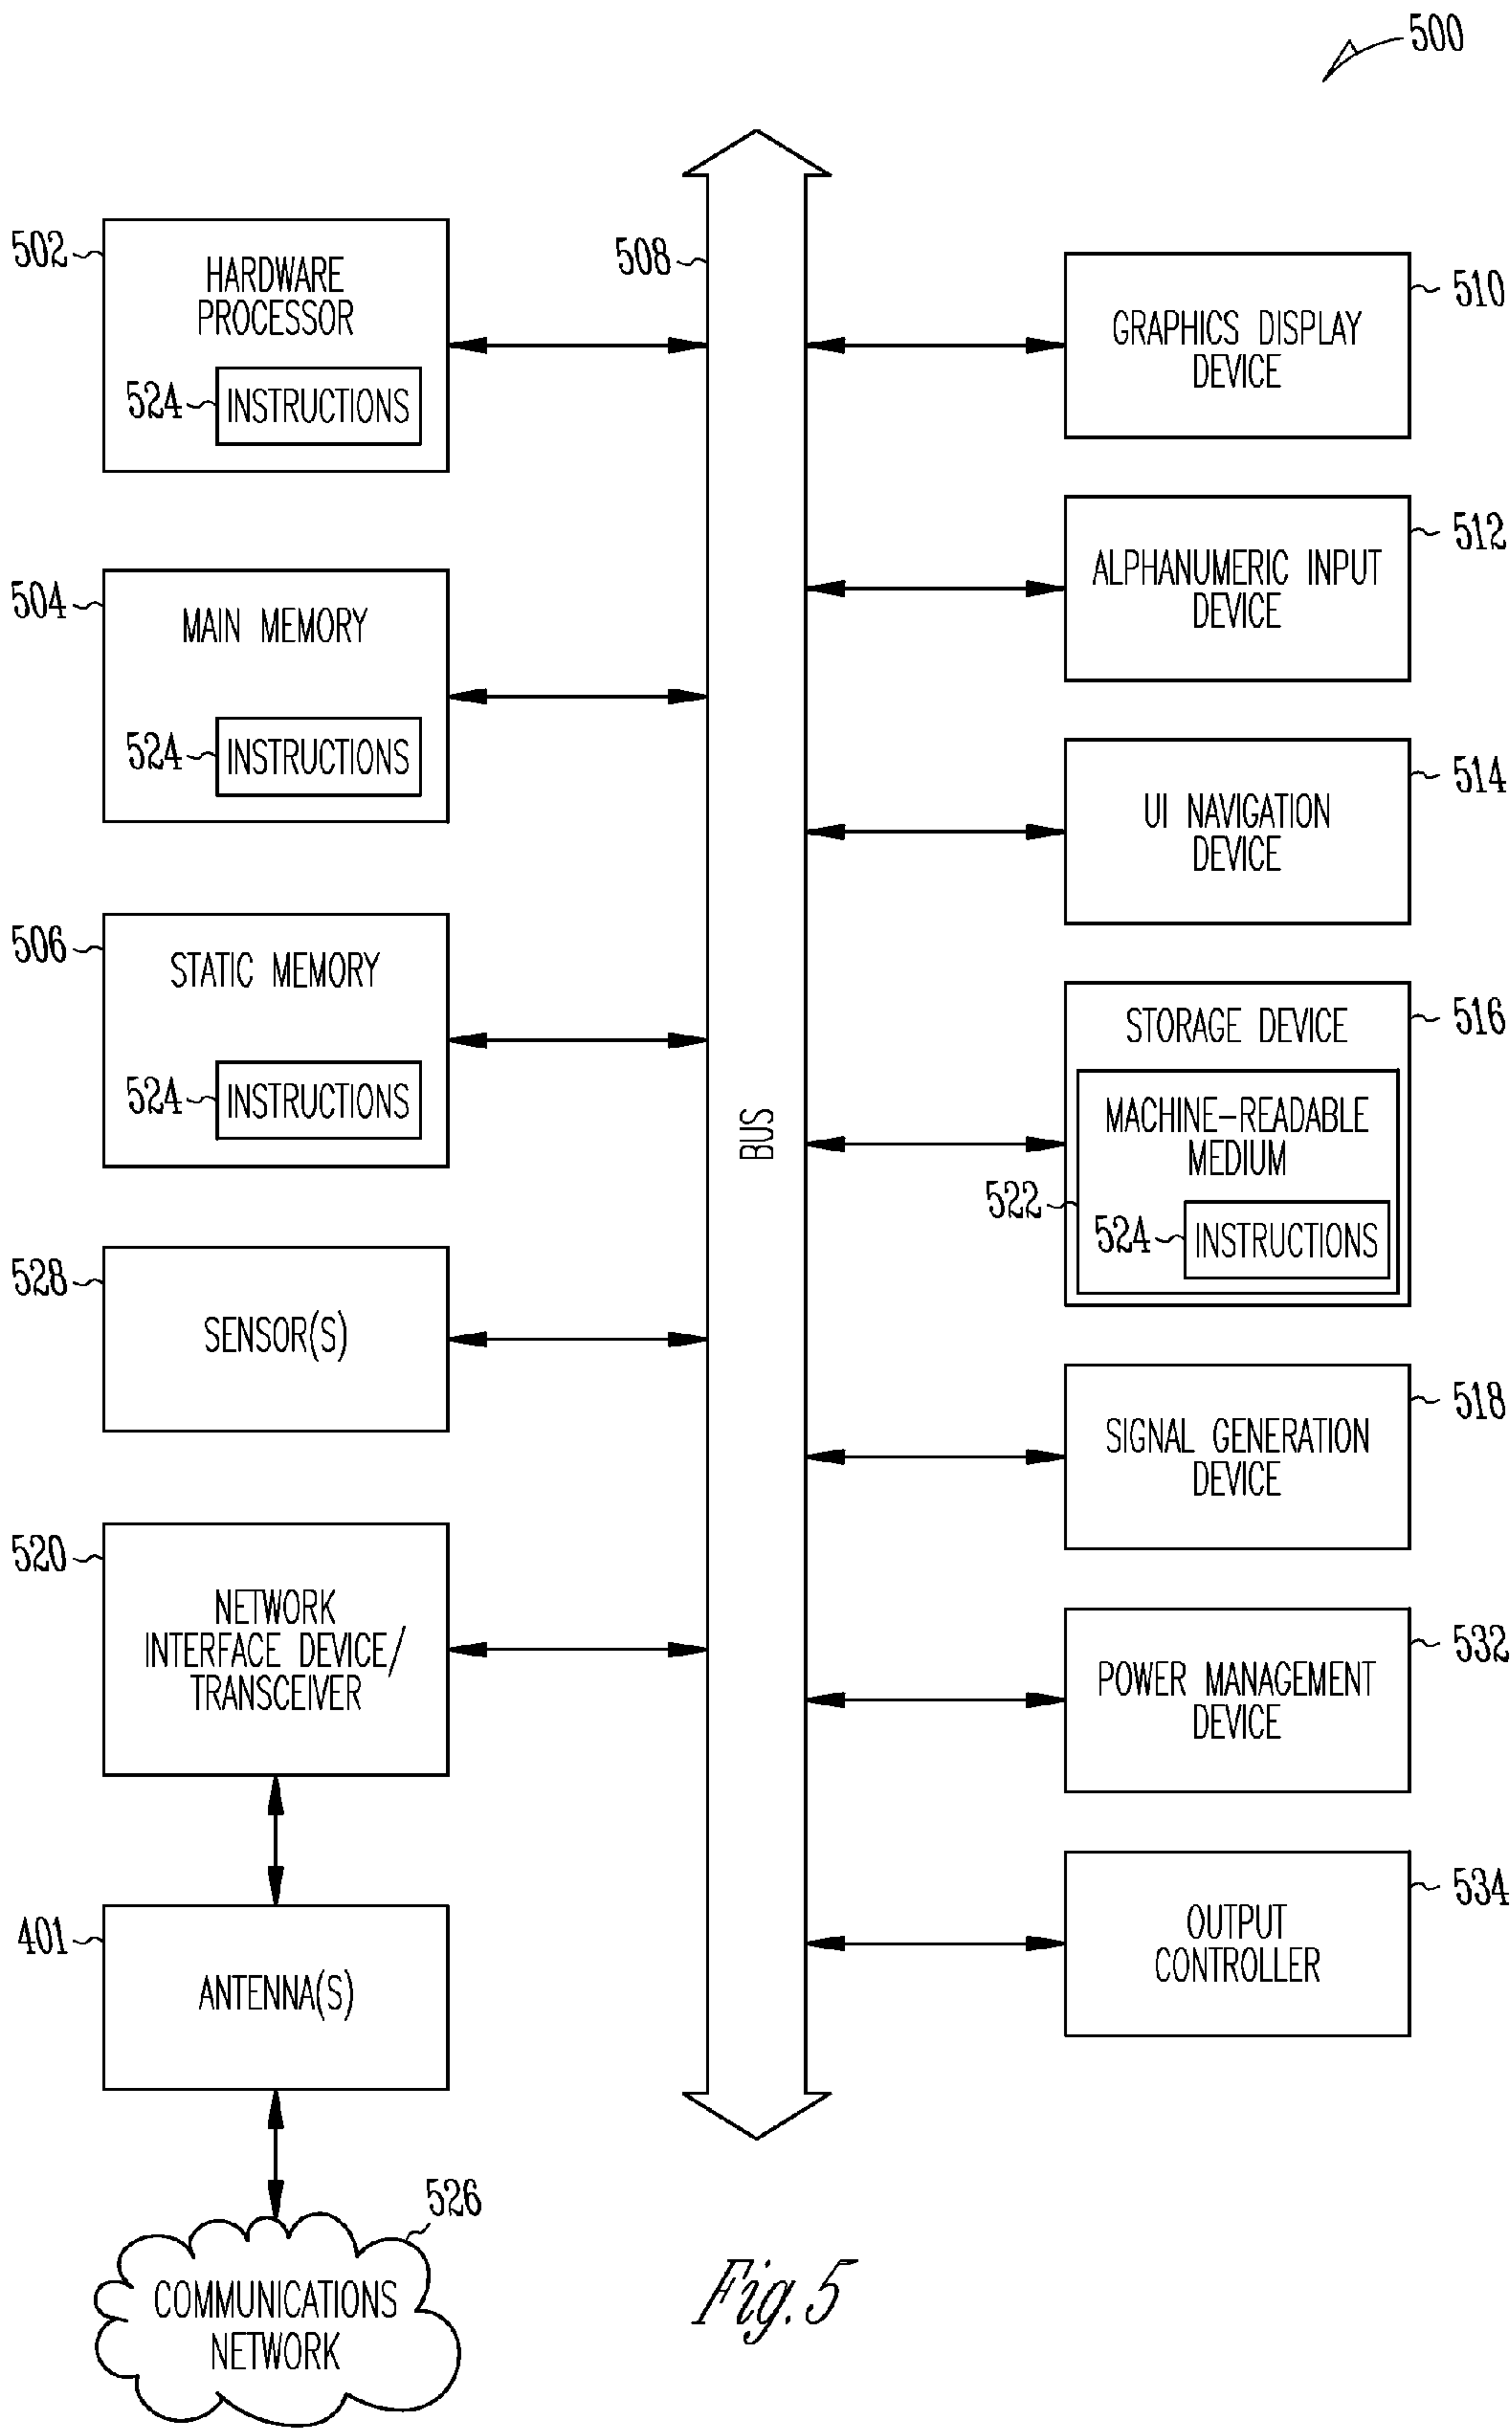 500
502
HARDWARE
PROCESSOR
524
INSTRUCTIONS
504
MAIN MEMORY
524
INSTRUCTIONS
506
STATIC MEMORY
524
INSTRUCTIONS
528
SENSOR(S)
520
NETWORK
INTERFACE DEVICE/
TRANSCEIVER
401
ANTENNA(S)
526
COMMUNICATIONS
NETWORK
508
BUS
510
GRAPHICS DISPLAY
DEVICE
512
ALPHANUMERIC INPUT
DEVICE
514
UI NAVIGATION
DEVICE
516
STORAGE DEVICE
MACHINE-READABLE
MEDIUM
522
524
INSTRUCTIONS
518
SIGNAL GENERATION
DEVICE
532
POWER MANAGEMENT
DEVICE
534
OUTPUT
CONTROLLER
Fig. 5